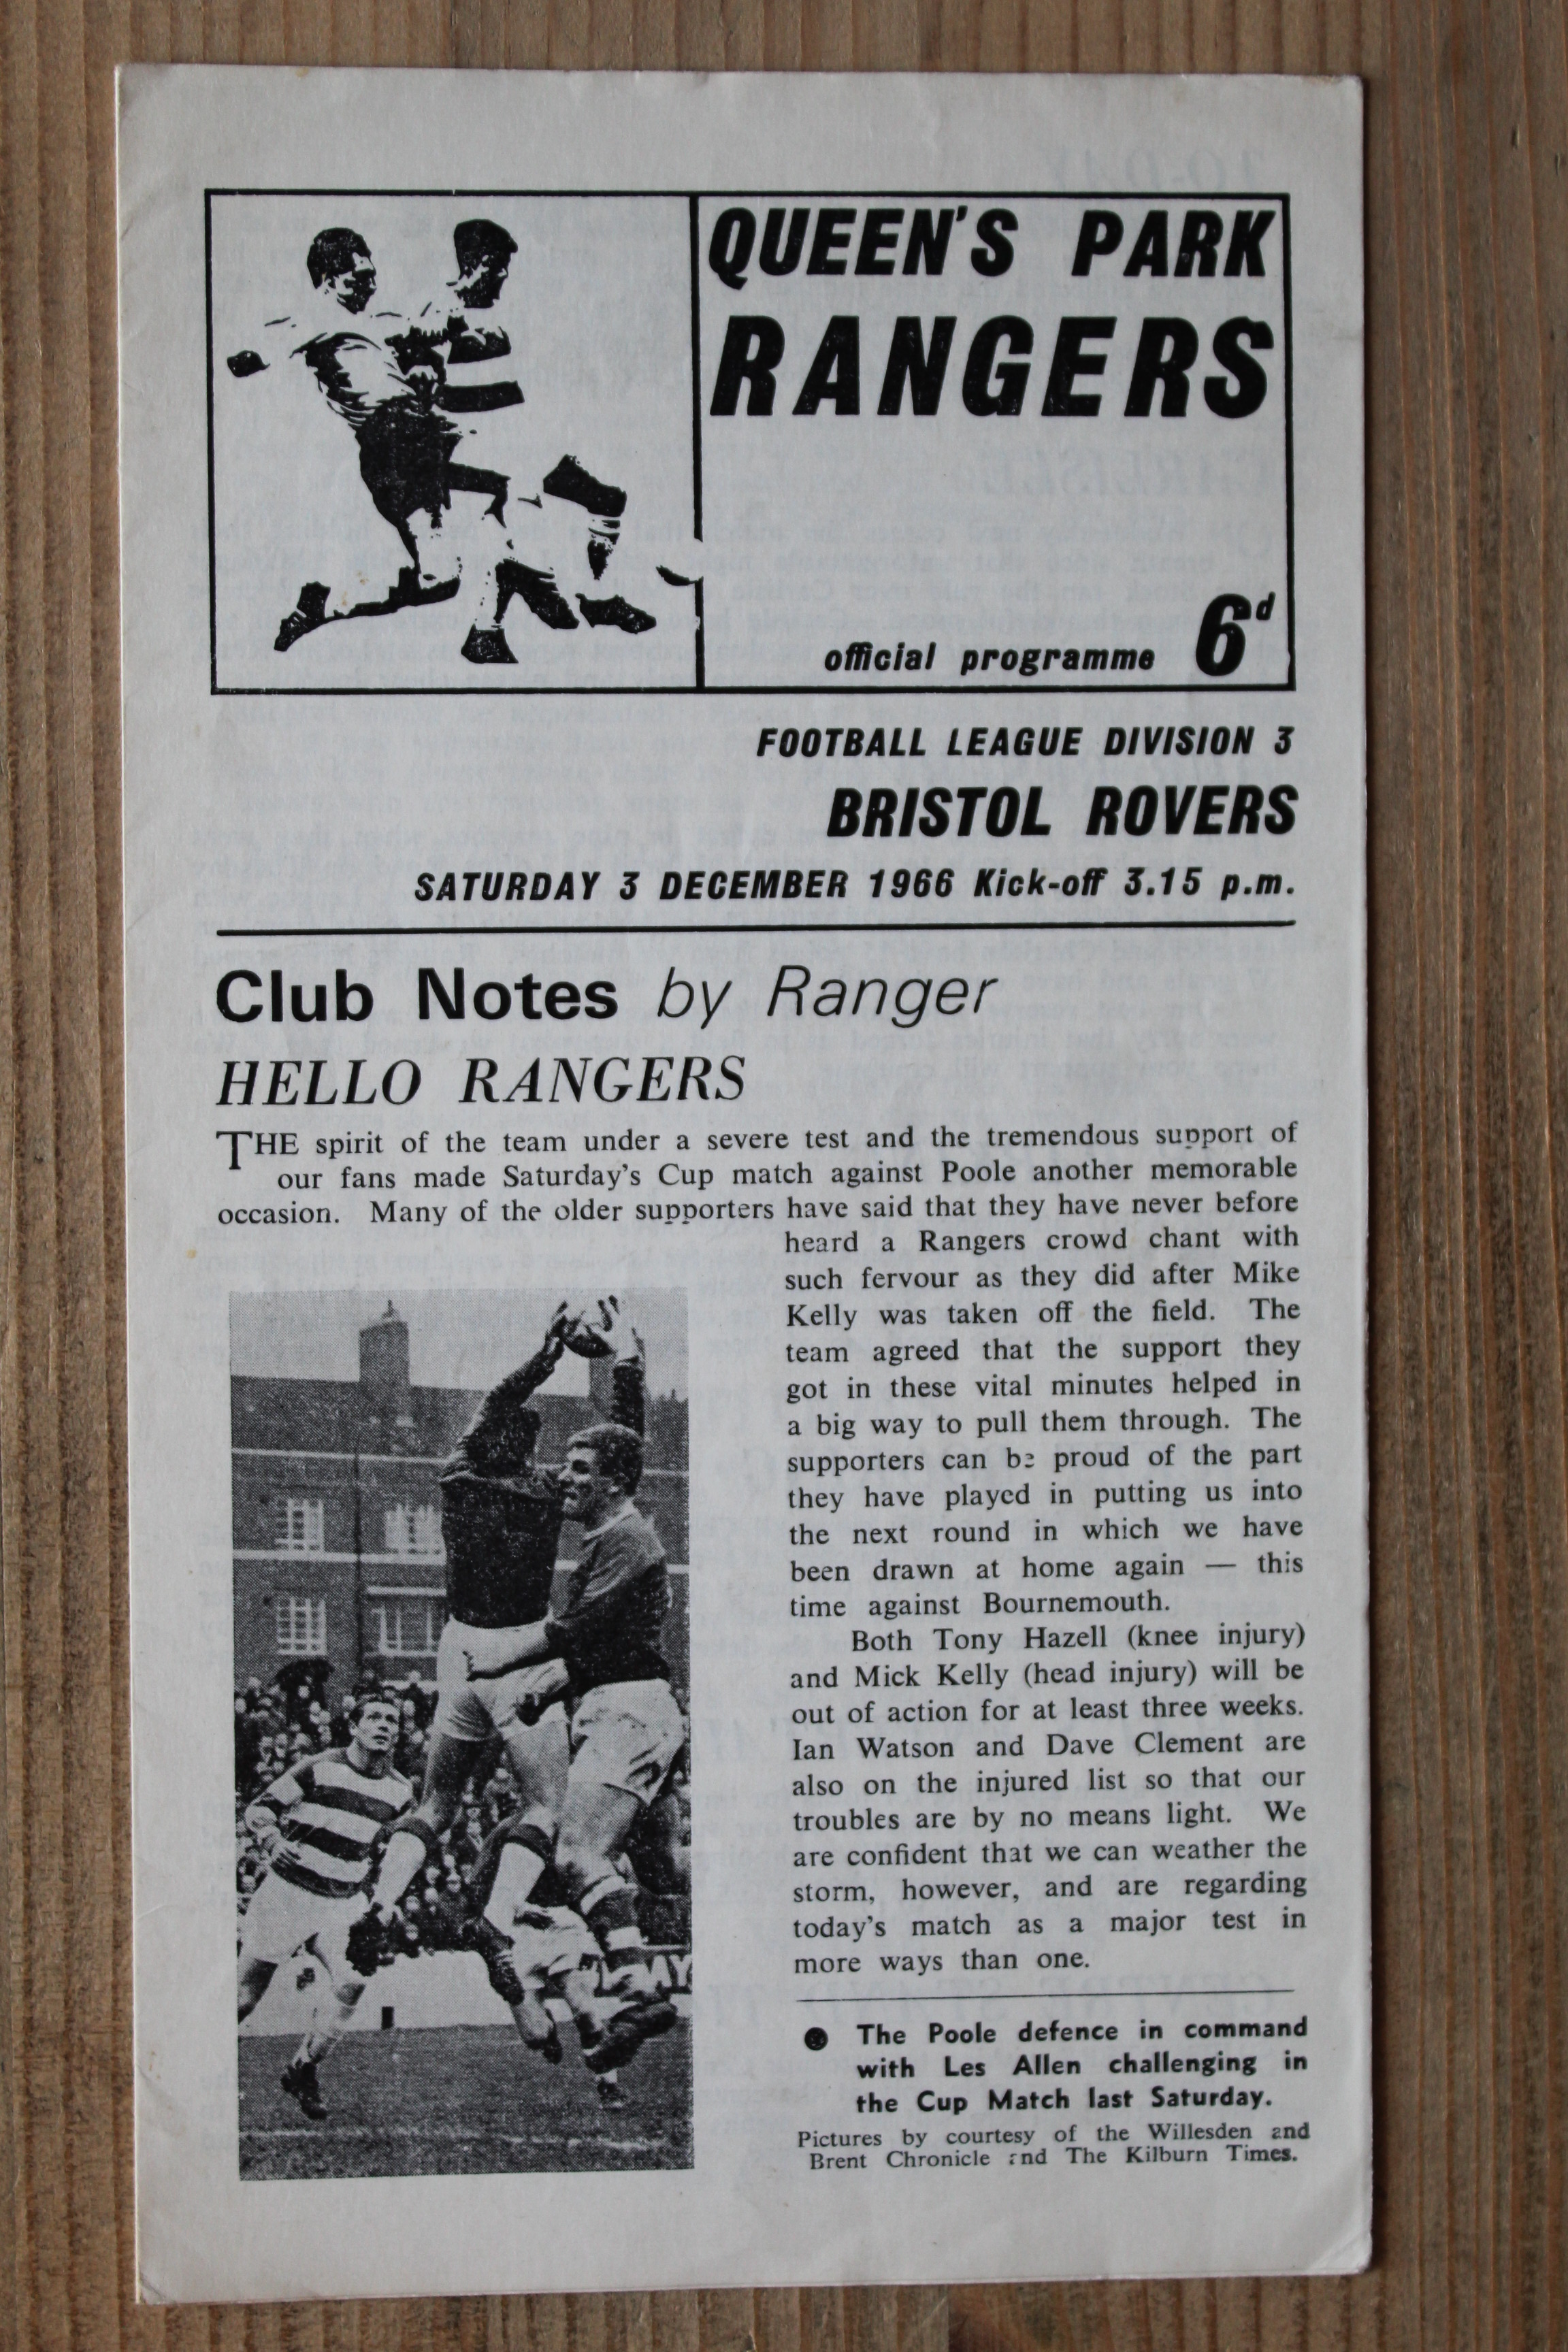 QUEEN'S PARK
RANGERS
official programme 6d
FOOTBALL LEAGUE DIVISION 3
BRISTOL ROVERS
SATURDAY 3 DECEMBER 1966 Kick-off 3.15 p.m.
Club Notes by Ranger
HELLO RANGERS
THE spirit of the team under a severe test and the tremendous support of
our fans made Saturday's Cup match against Poole another memorable
occasion. Many of the older supporters have said that they have never before
heard a Rangers crowd chant with
such fervour as they did after Mike
Kelly was taken off the field. The
team agreed that the support they
got in these vital minutes helped in
a big way to pull them through. The
supporters can be proud of the part
they have played in putting us into
the next round in which we have
been drawn at home again — this
time against Bournemouth.
Both Tony Hazell (knee injury)
and Mick Kelly (head injury) will be
out of action for at least three weeks.
Ian Watson and Dave Clement are
also on the injured list so that our
troubles are by no means light. We
are confident that we can weather the
storm, however, and are regarding
today's match as a major test in
more ways than one.
● The Poole defence in command
with Les Allen challenging in
the Cup Match last Saturday.
Pictures by courtesy of the Willesden and
Brent Chronicle and The Kilburn Times.